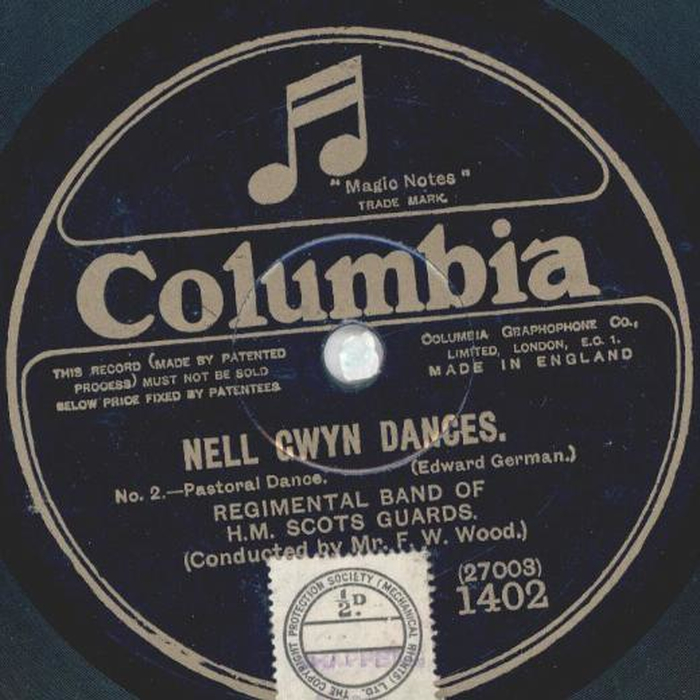 "Magic Notes"
TRADE MARK.
Columbia
THIS RECORD (MADE BY PATENTED
PROCESS) MUST NOT BE SOLD
BELOW PRICE FIXED BY PATENTEES
COLUMBIA GRAPHOPHONE CO.,
LIMITED, LONDON, E.C. 1.
MADE IN ENGLAND
NELL GWYN DANCES.
No. 2.—Pastoral Dance. (Edward German.)
REGIMENTAL BAND OF
H.M. SCOTS GUARDS.
(Conducted by Mr. F. W. Wood.)
(27003)
1402
THE COPYRIGHT PROTECTION SOCIETY (MECHANICAL RIGHTS) LTD.
½D